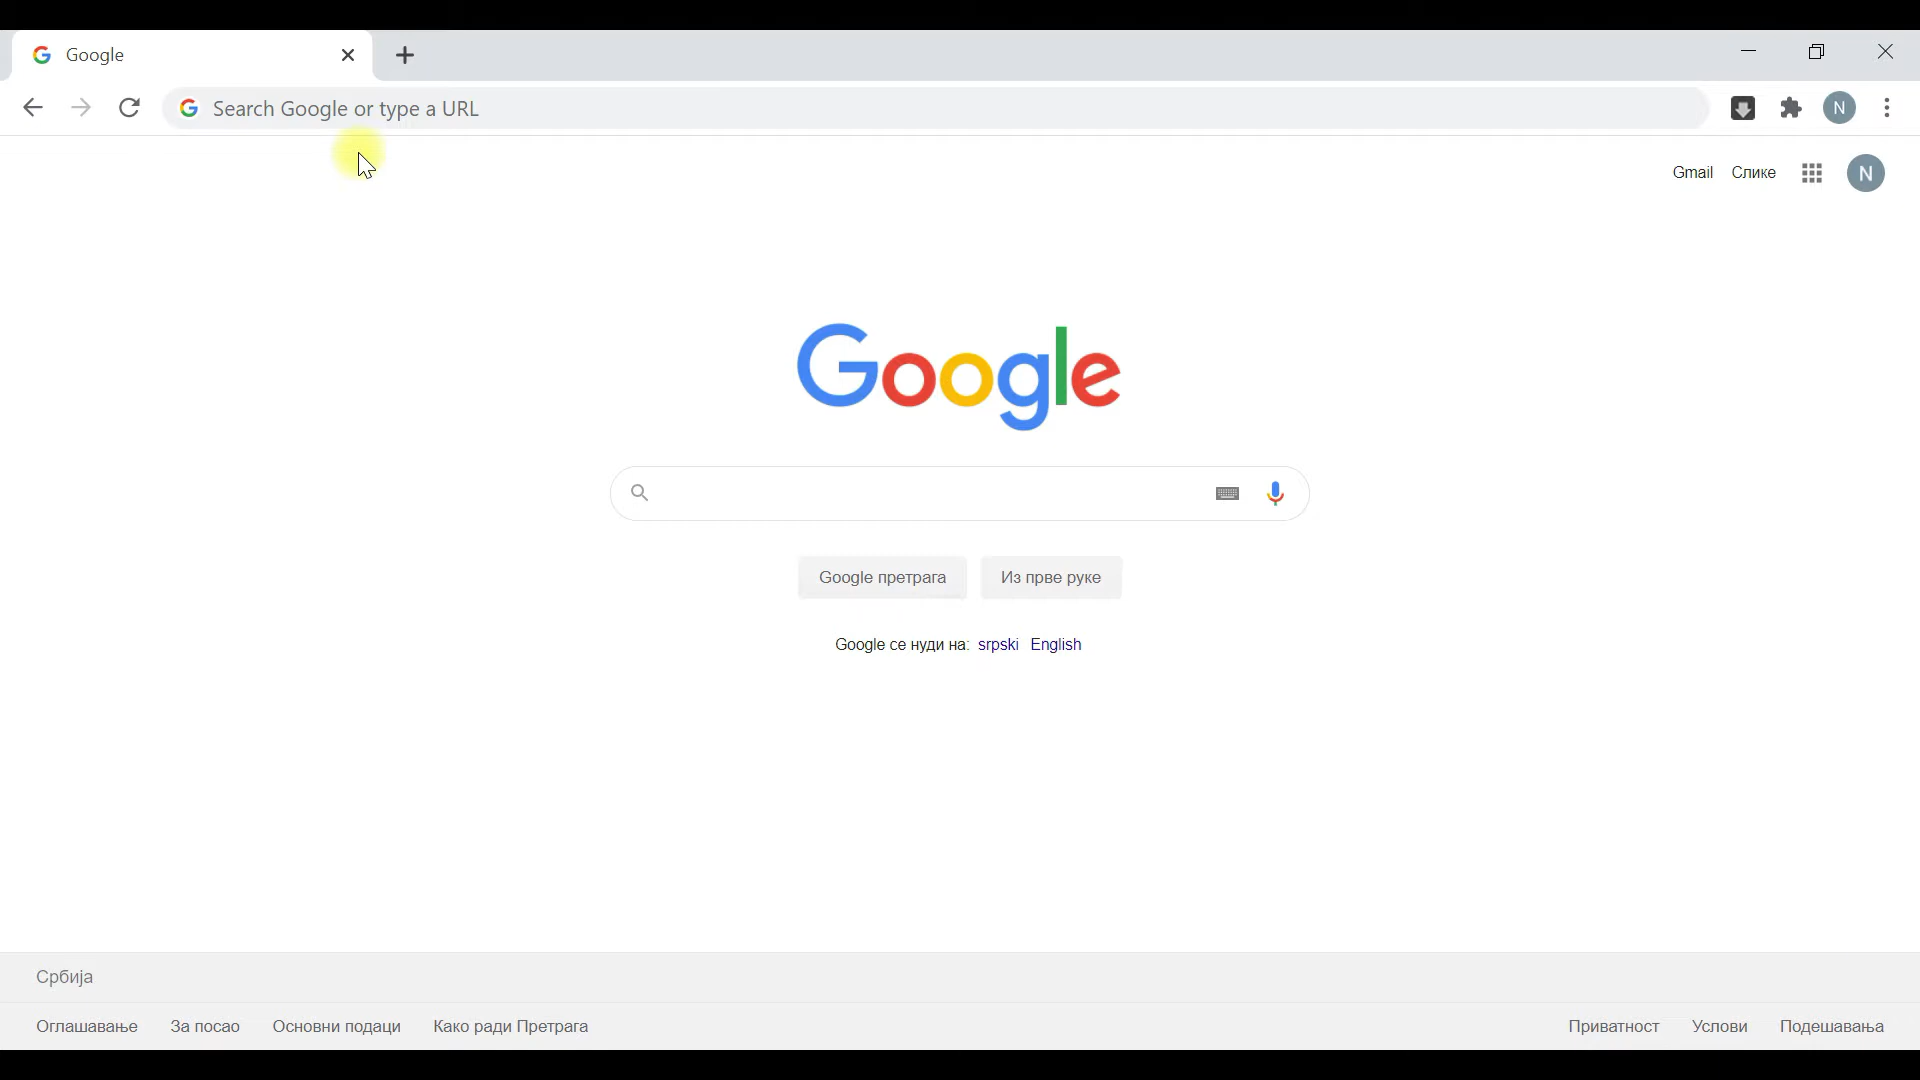 Google
Search Google or type a URL
N
Gmail Слике N
Google
Google претрага Из прве руке
Google се нуди на: srpski English
Србија
Оглашавање За посао Основни подаци Како ради Претрага Приватност Услови Подешавања